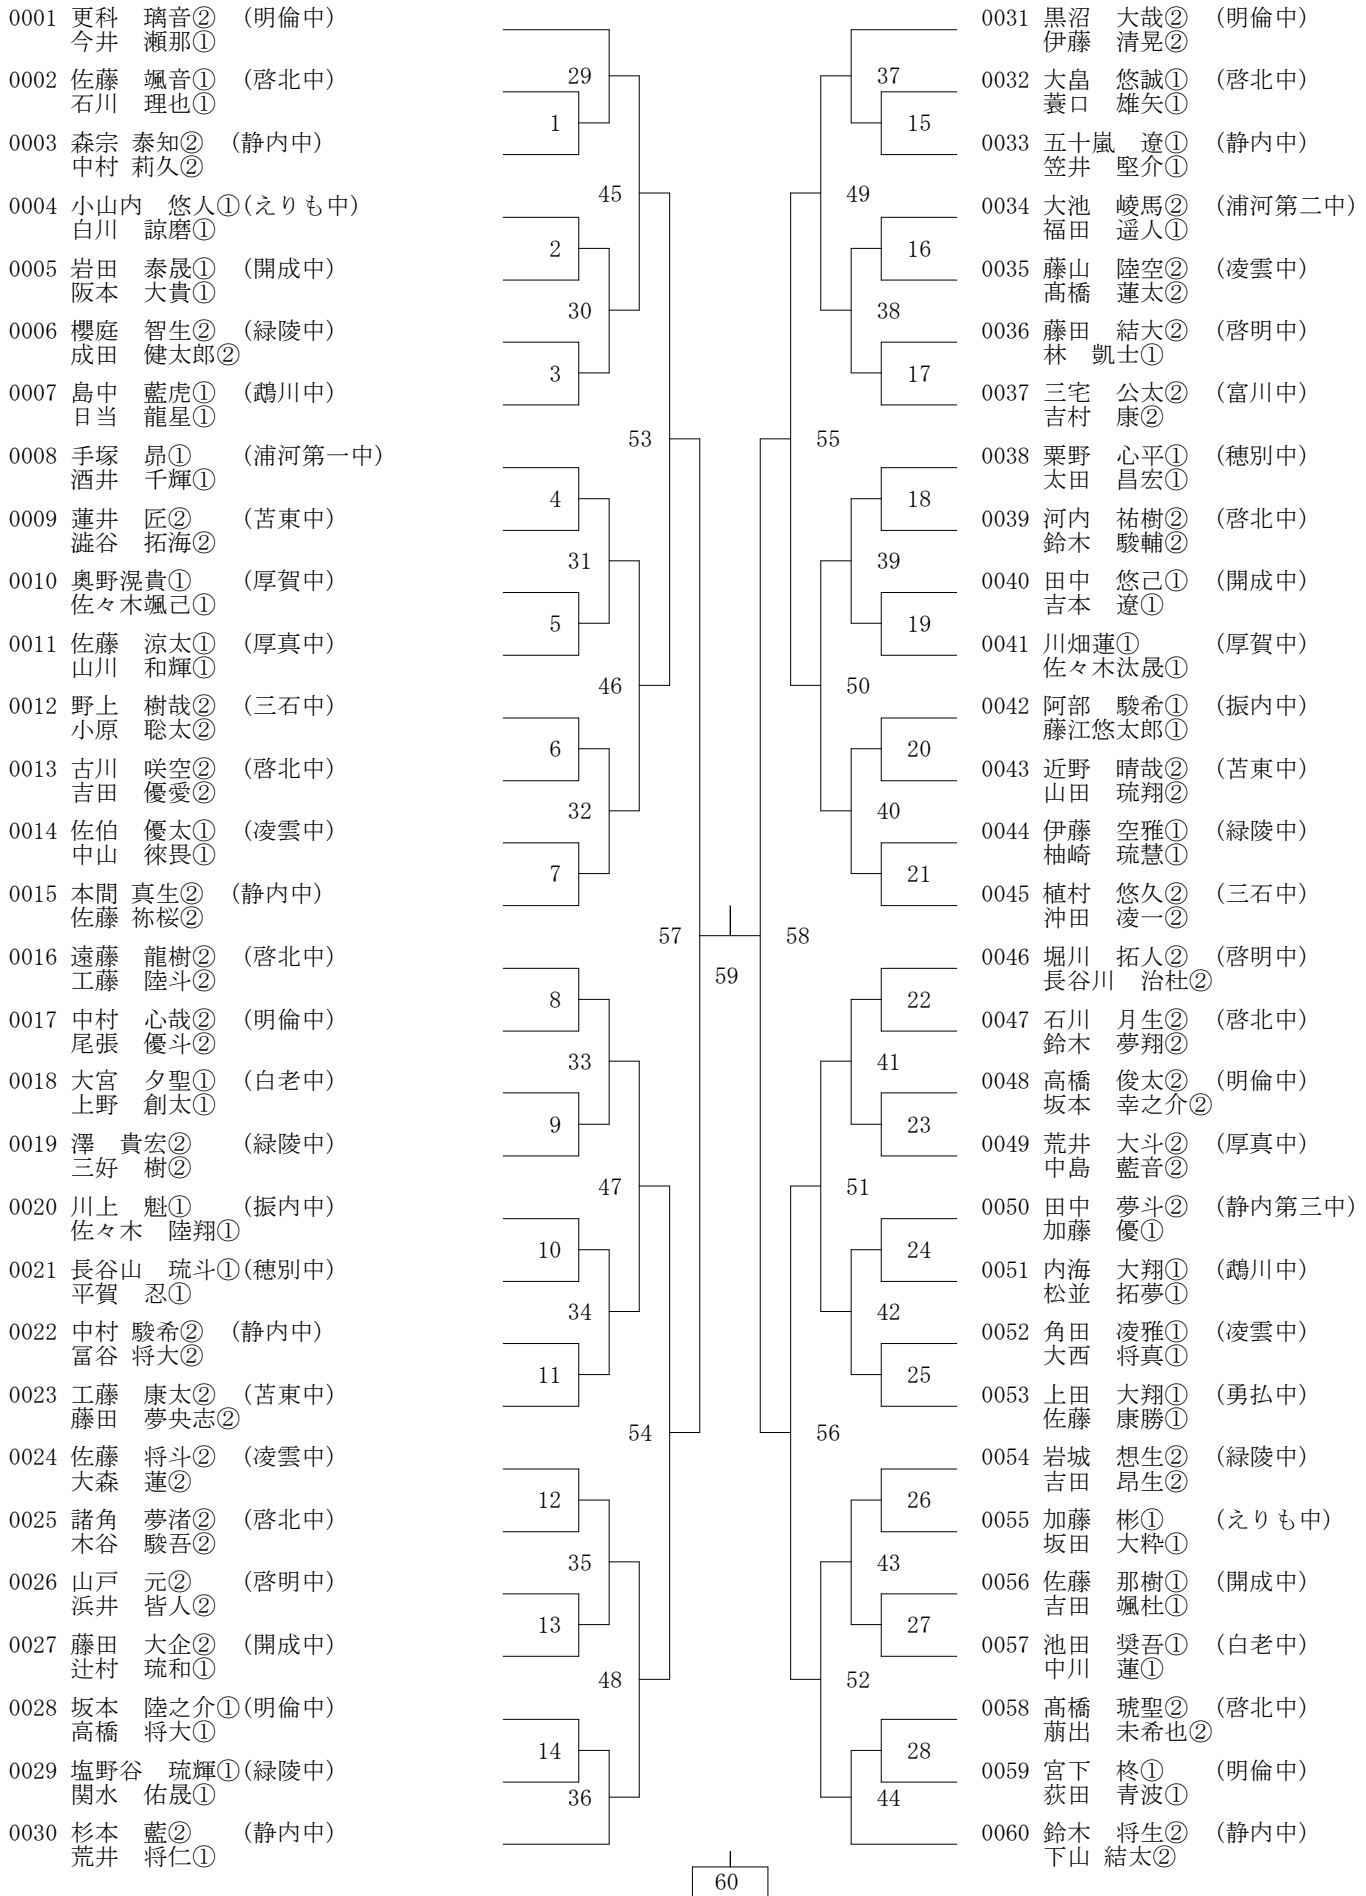 0001 更科　璃音②　(明倫中)
今井　瀬那①
0002 佐藤　颯音①　(啓北中)
石川　理也①
0003 森宗 泰知②　(静内中)
中村 莉久②
0004 小山内　悠人①(えりも中)
白川　諒磨①
0005 岩田　泰晟①　(開成中)
阪本　大貴①
0006 櫻庭　智生②　(緑陵中)
成田　健太郎②
0007 島中　藍虎①　(鵡川中)
日当　龍星①
0008 手塚　昴①　　(浦河第一中)
酒井　千輝①
0009 蓮井　匠②　　(苫東中)
澁谷　拓海②
0010 奥野滉貴①　　(厚賀中)
佐々木颯己①
0011 佐藤　涼太①　(厚真中)
山川　和輝①
0012 野上　樹哉②　(三石中)
小原　聡太②
0013 古川　咲空②　(啓北中)
吉田　優愛②
0014 佐伯　優太①　(凌雲中)
中山　徠畏①
0015 本間 真生②　(静内中)
佐藤 祢桜②
0016 遠藤　龍樹②　(啓北中)
工藤　陸斗②
0017 中村　心哉②　(明倫中)
尾張　優斗②
0018 大宮　夕聖①　(白老中)
上野　創太①
0019 澤　貴宏②　　(緑陵中)
三好　樹②
0020 川上　魁①　　(振内中)
佐々木　陸翔①
0021 長谷山　琉斗①(穂別中)
平賀　忍①
0022 中村 駿希②　(静内中)
冨谷 将大②
0023 工藤　康太②　(苫東中)
藤田　夢央志②
0024 佐藤　将斗②　(凌雲中)
大森　蓮②
0025 諸角　夢渚②　(啓北中)
木谷　駿吾②
0026 山戸　元②　　(啓明中)
浜井　皆人②
0027 藤田　大企②　(開成中)
辻村　琉和①
0028 坂本　陸之介①(明倫中)
高橋　将大①
0029 塩野谷　琉輝①(緑陵中)
関水　佑晟①
0030 杉本　藍②　　(静内中)
荒井　将仁①
29
1
45
2
30
3
53
4
31
5
46
6
32
7
57
8
33
9
47
10
34
11
54
12
35
13
48
14
36
59
60
37
15
49
16
38
17
55
18
39
19
50
20
40
21
58
22
41
23
51
24
42
25
56
26
43
27
52
28
44
0031 黒沼　大哉②　(明倫中)
伊藤　清晃②
0032 大畠　悠誠①　(啓北中)
蓑口　雄矢①
0033 五十嵐　遼①　(静内中)
笠井　堅介①
0034 大池　崚馬②　(浦河第二中)
福田　遥人①
0035 藤山　陸空②　(凌雲中)
髙橋　蓮太②
0036 藤田　結大②　(啓明中)
林　凱士①
0037 三宅　公太②　(富川中)
吉村　康②
0038 粟野　心平①　(穂別中)
太田　昌宏①
0039 河内　祐樹②　(啓北中)
鈴木　駿輔②
0040 田中　悠己①　(開成中)
吉本　遼①
0041 川畑蓮①　　　(厚賀中)
佐々木汰晟①
0042 阿部　駿希①　(振内中)
藤江悠太郎①
0043 近野　晴哉②　(苫東中)
山田　琉翔②
0044 伊藤　空雅①　(緑陵中)
柚崎　琉慧①
0045 植村　悠久②　(三石中)
沖田　凌一②
0046 堀川　拓人②　(啓明中)
長谷川　治杜②
0047 石川　月生②　(啓北中)
鈴木　夢翔②
0048 高橋　俊太②　(明倫中)
坂本　幸之介②
0049 荒井　大斗②　(厚真中)
中島　藍音②
0050 田中　夢斗②　(静内第三中)
加藤　優①
0051 内海　大翔①　(鵡川中)
松並　拓夢①
0052 角田　凌雅①　(凌雲中)
大西　将真①
0053 上田　大翔①　(勇払中)
佐藤　康勝①
0054 岩城　想生②　(緑陵中)
吉田　昂生②
0055 加藤　彬①　　(えりも中)
坂田　大粋①
0056 佐藤　那樹①　(開成中)
吉田　颯杜①
0057 池田　奨吾①　(白老中)
中川　蓮①
0058 髙橋　琥聖②　(啓北中)
萠出　未希也②
0059 宮下　柊①　　(明倫中)
荻田　青波①
0060 鈴木　将生②　(静内中)
下山 結太②